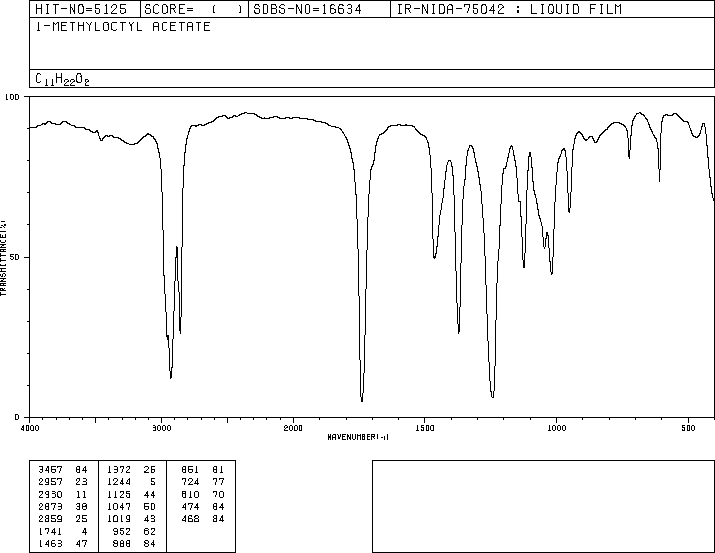 HIT-NO=5125 SCORE= ( ) SDBS-NO=16634 IR-NIDA-75042 : LIQUID FILM
1-METHYLOCTYL ACETATE
C11H22O2
100
50
0
TRANSMITTANCE(%)
4000 3000 2000 1500 1000 500
WAVENUMBER(-1)
3467 84 1372 26 851 81
2957 23 1244 5 724 77
2930 11 1125 44 610 70
2873 38 1047 50 474 84
2859 25 1019 43 468 84
1741 4 952 62
1463 47 888 84